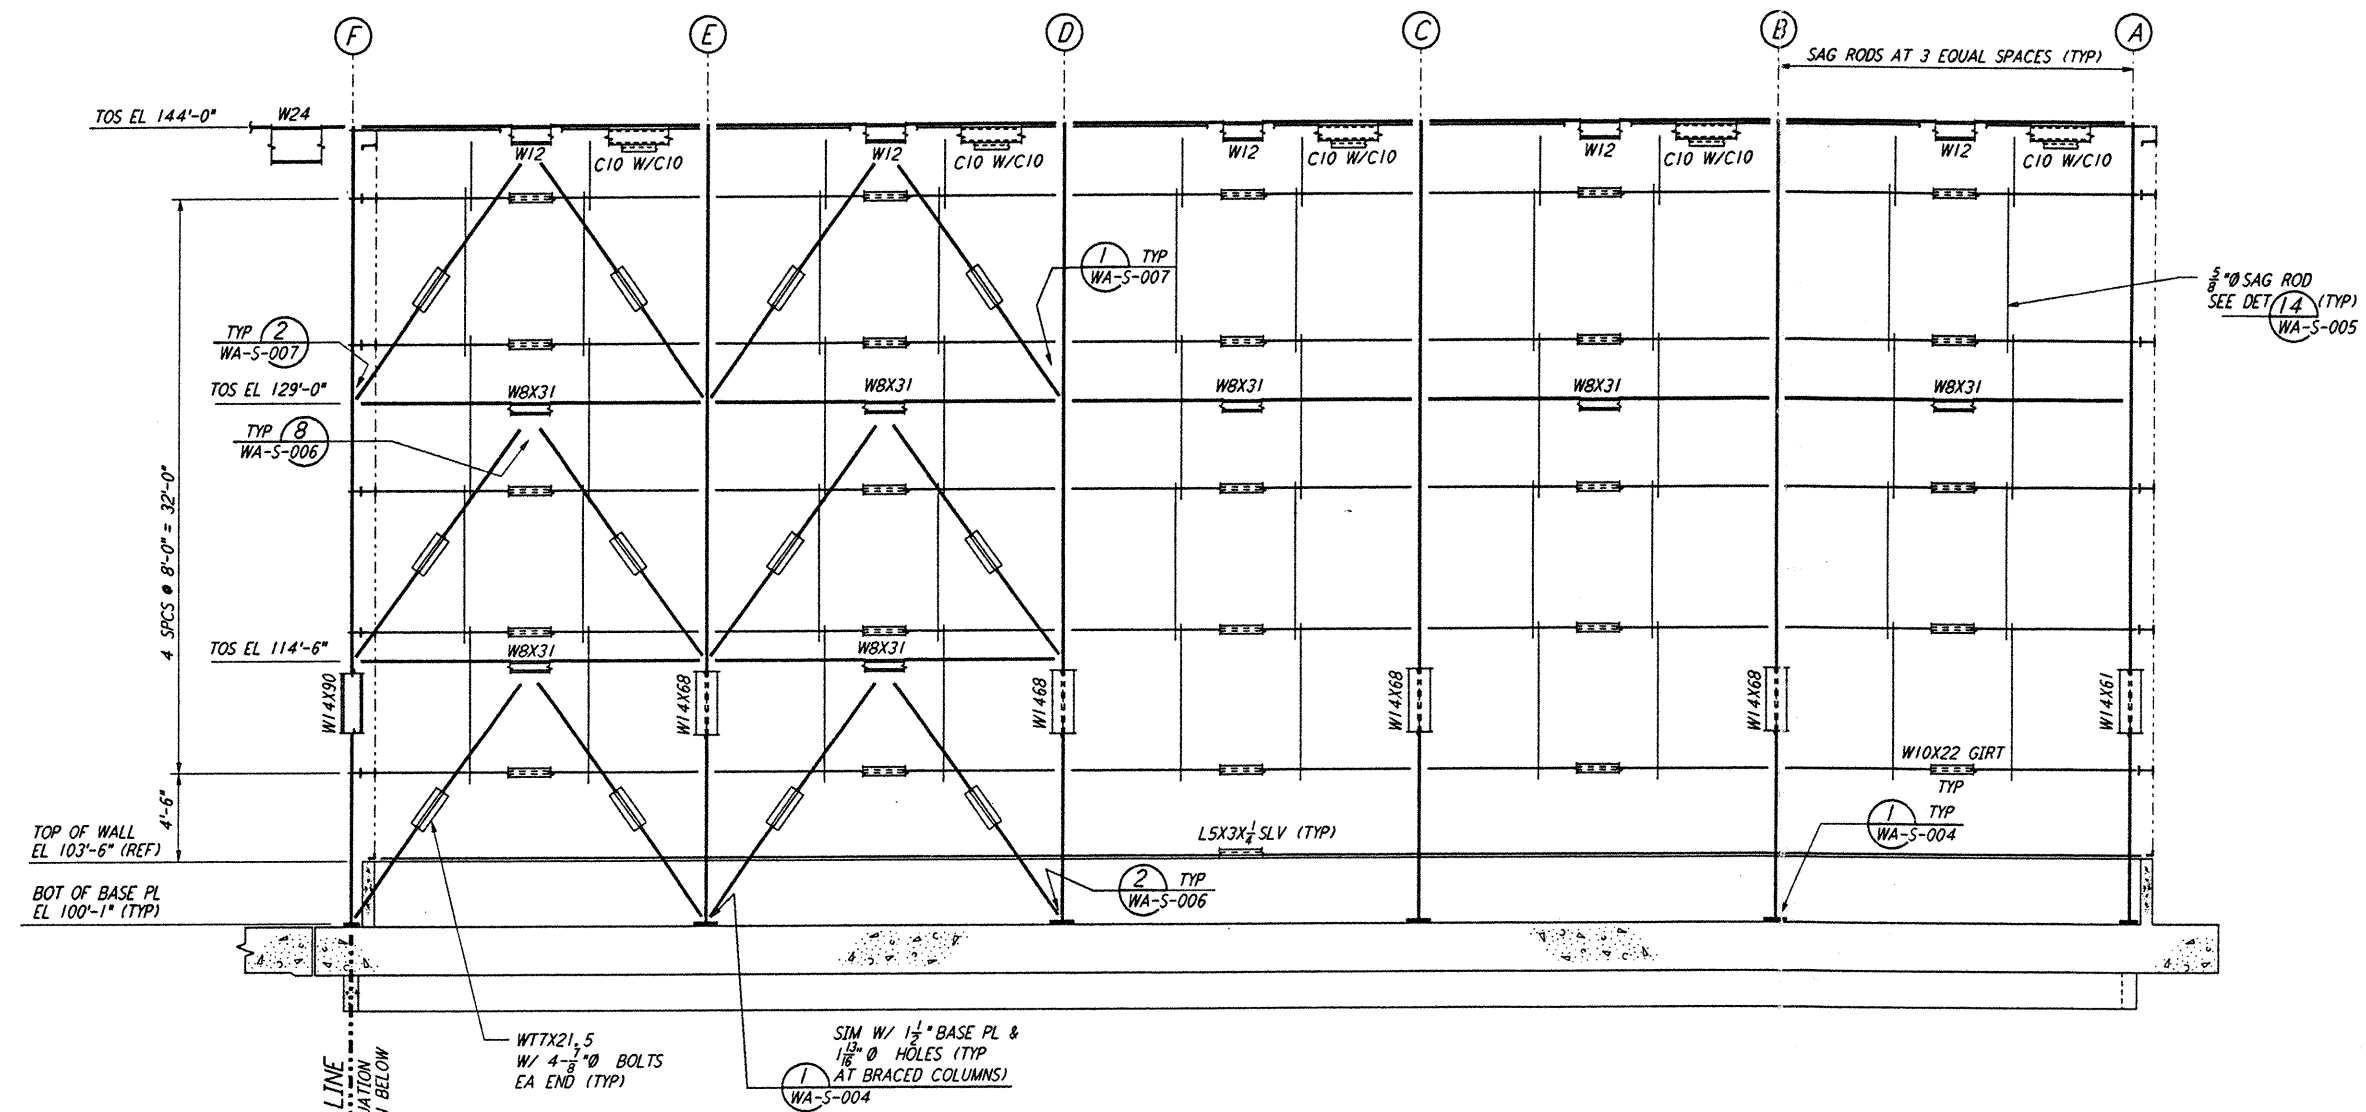 F
E
D
C
B
A
SAG RODS AT 3 EQUAL SPACES (TYP)
TOS EL 144'-0"
W24
W12
C10 W/C10
W12
C10 W/C10
W12
C10 W/C10
W12
C10 W/C10
W12
C10 W/C10
1 TYP
WA-S-007
5/8"Ø SAG ROD
SEE DET 14 (TYP)
WA-S-005
TYP 2
WA-S-007
TOS EL 129'-0"
W8X31
W8X31
W8X31
W8X31
W8X31
TYP 8
WA-S-006
4 SPCS @ 8'-0" = 32'-0"
TOS EL 114'-6"
W8X31
W8X31
W14X90
W14X68
W1468
W14X68
W14X68
W14X61
W10X22 GIRT
TYP
4'-6"
TOP OF WALL
EL 103'-6" (REF)
L5X3X1/4 SLV (TYP)
1 TYP
WA-S-004
BOT OF BASE PL
EL 100'-1" (TYP)
2 TYP
WA-S-006
WT7X21.5
W/ 4-7/8"Ø BOLTS
EA END (TYP)
SIM W/ 1 1/2" BASE PL &
1 13/16"Ø HOLES (TYP
AT BRACED COLUMNS)
1
WA-S-004
LINE
BELOW